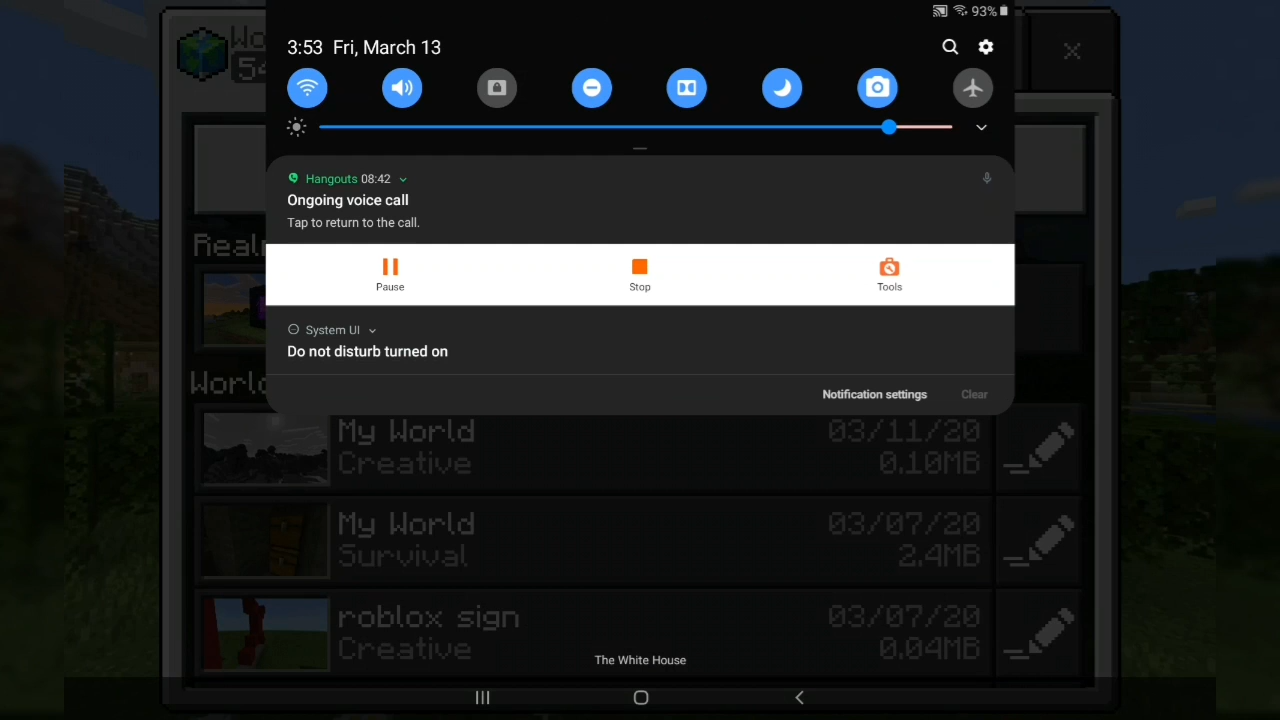 93%
3:53 Fri, March 13
Wo
54
Hangouts 08:42
Ongoing voice call
Tap to return to the call.
Pause
Stop
Tools
System UI
Do not disturb turned on
Notification settings
Clear
My World
03/11/20
Creative
0.10MB
My World
03/07/20
Survival
2.4MB
roblox sign
03/07/20
Creative
0.04MB
The White House